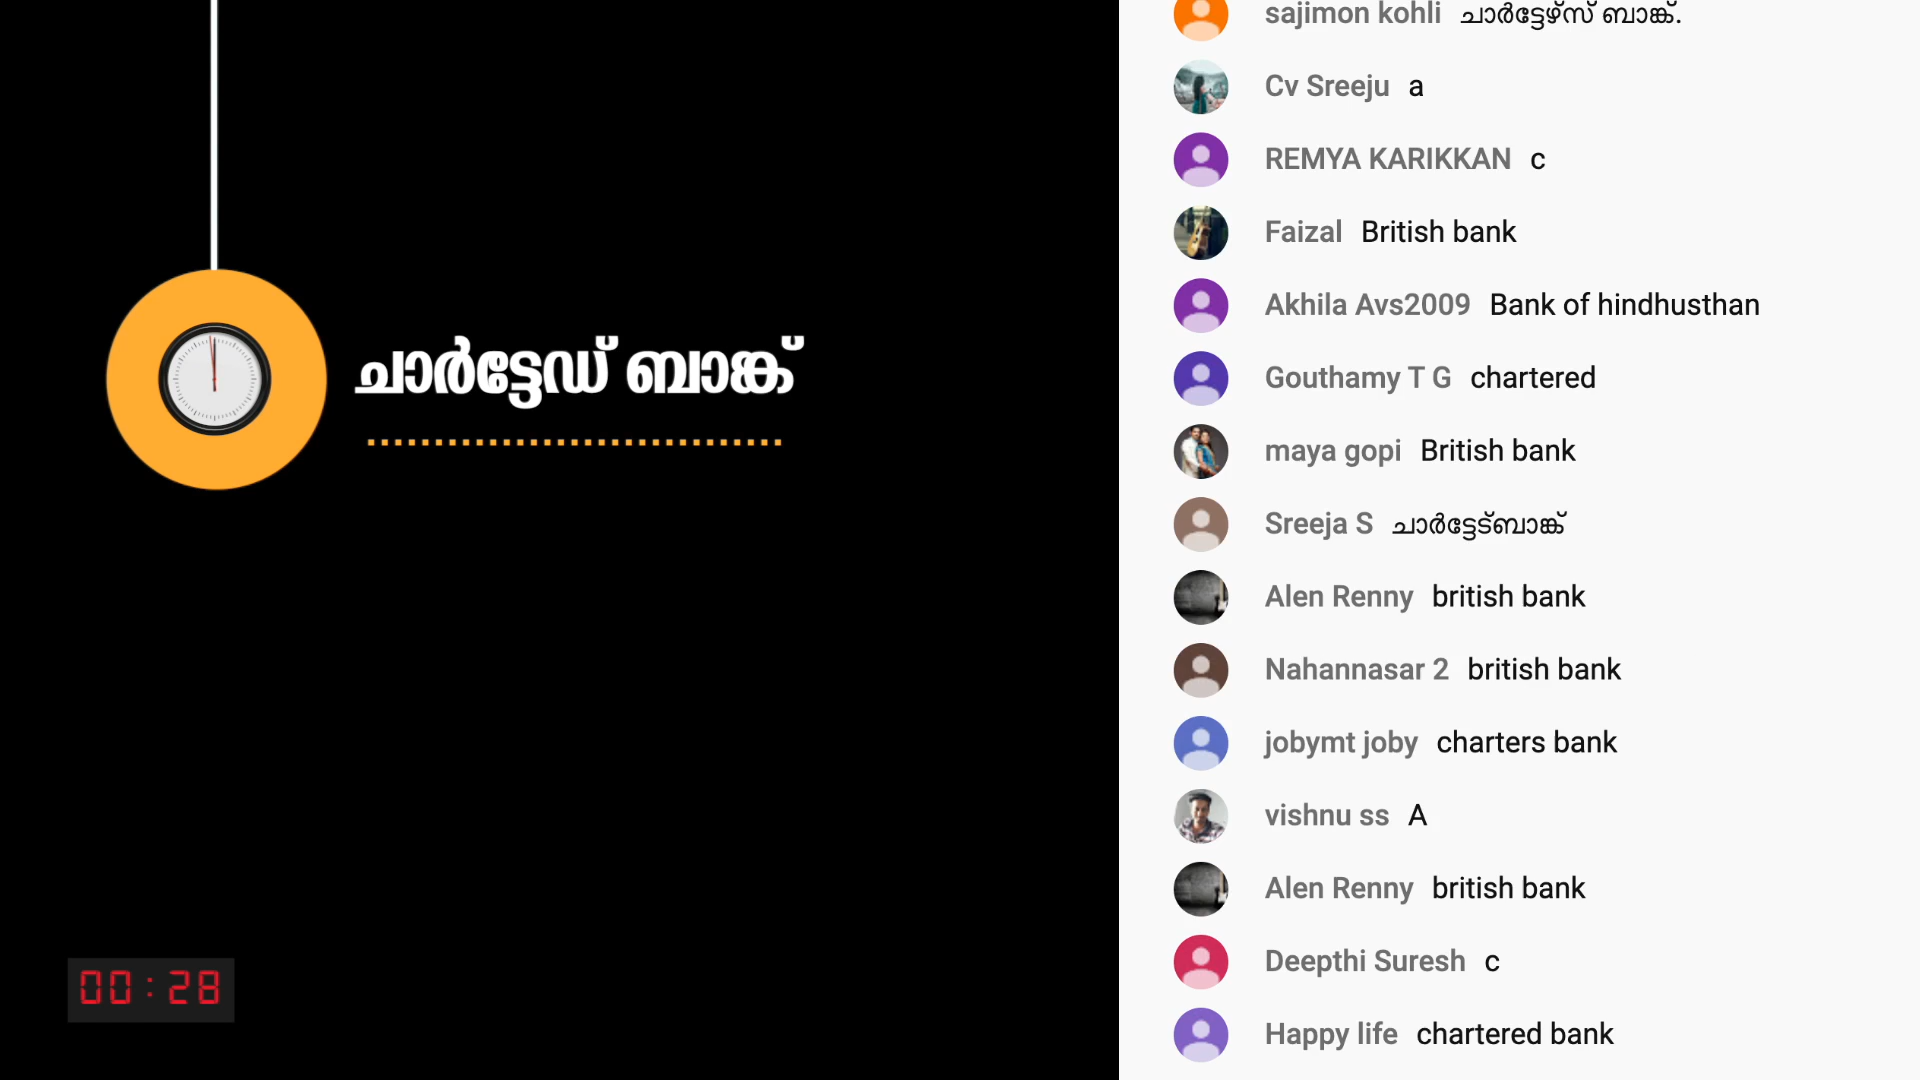 ചാർട്ടേഡ് ബാങ്ക്
00:28
sajimon kohli ചാർട്ടേഴ്സ് ബാങ്ക്.
Cv Sreeju a
REMYA KARIKKAN c
Faizal British bank
Akhila Avs2009 Bank of hindhusthan
Gouthamy T G chartered
maya gopi British bank
Sreeja S ചാർട്ടേട്ബാങ്ക്
Alen Renny british bank
Nahannasar 2 british bank
jobymt joby charters bank
vishnu ss A
Alen Renny british bank
Deepthi Suresh c
Happy life chartered bank